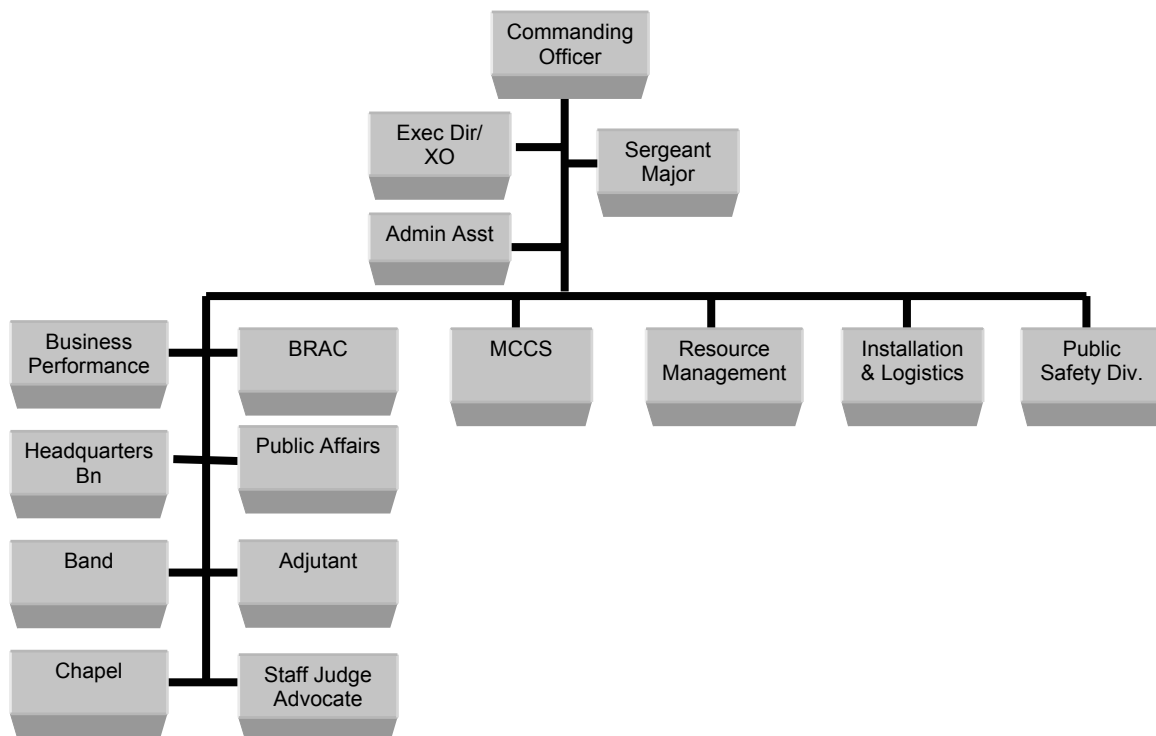 Commanding
Officer
Exec Dir/
XO
Sergeant
Major
Admin Asst
Business
Performance
BRAC
MCCS
Resource
Management
Installation
& Logistics
Public
Safety Div.
Headquarters
Bn
Public Affairs
Band
Adjutant
Chapel
Staff Judge
Advocate